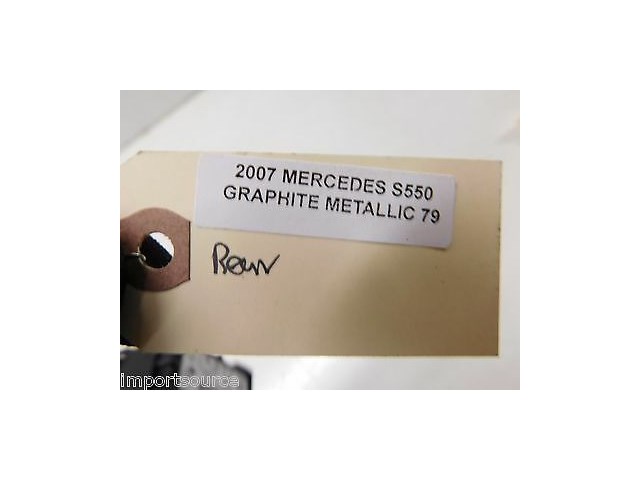 2007 MERCEDES S550
GRAPHITE METALLIC 79
Rear
importsource